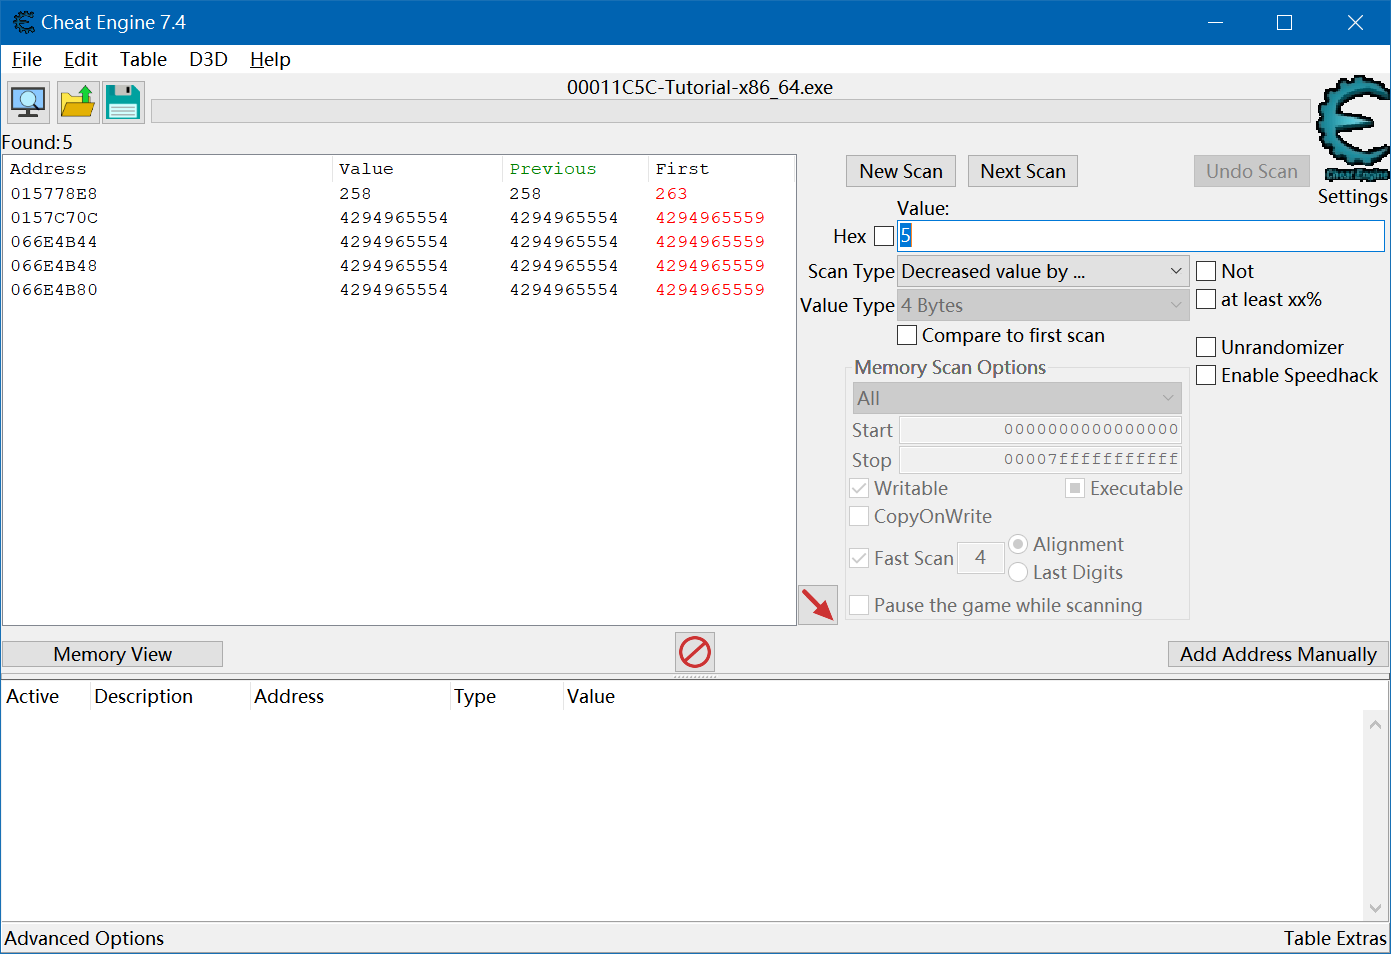 Cheat Engine 7.4
File Edit Table D3D Help
00011C5C-Tutorial-x86_64.exe
Found:5
Address Value Previous First
015778E8 258 258 263
0157C70C 4294965554 4294965554 4294965559
066E4B44 4294965554 4294965554 4294965559
066E4B48 4294965554 4294965554 4294965559
066E4B80 4294965554 4294965554 4294965559
New Scan Next Scan Undo Scan
Cheat Engine
Settings
Value:
Hex 5
Scan Type Decreased value by ... Not
Value Type 4 Bytes at least xx%
Compare to first scan
Unrandomizer
Enable Speedhack
Memory Scan Options
All
Start 0000000000000000
Stop 00007fffffffffff
Writable Executable
CopyOnWrite
Fast Scan 4 Alignment
Last Digits
Pause the game while scanning
Memory View Add Address Manually
Active Description Address Type Value
Advanced Options Table Extras